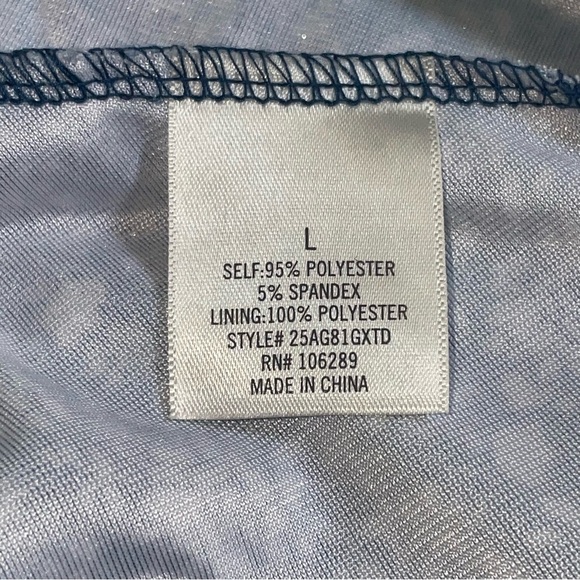 L
SELF:95% POLYESTER
5% SPANDEX
LINING:100% POLYESTER
STYLE# 25AG81GXTD
RN# 106289
MADE IN CHINA